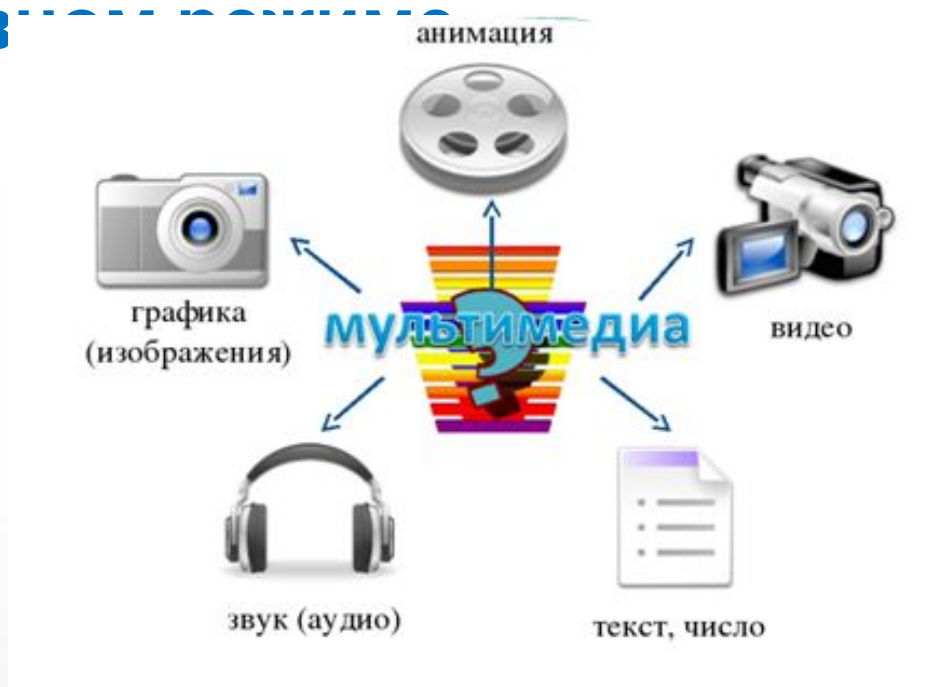 анимация
графика
(изображения)
мультимедиа
видео
звук (аудио)
текст, число